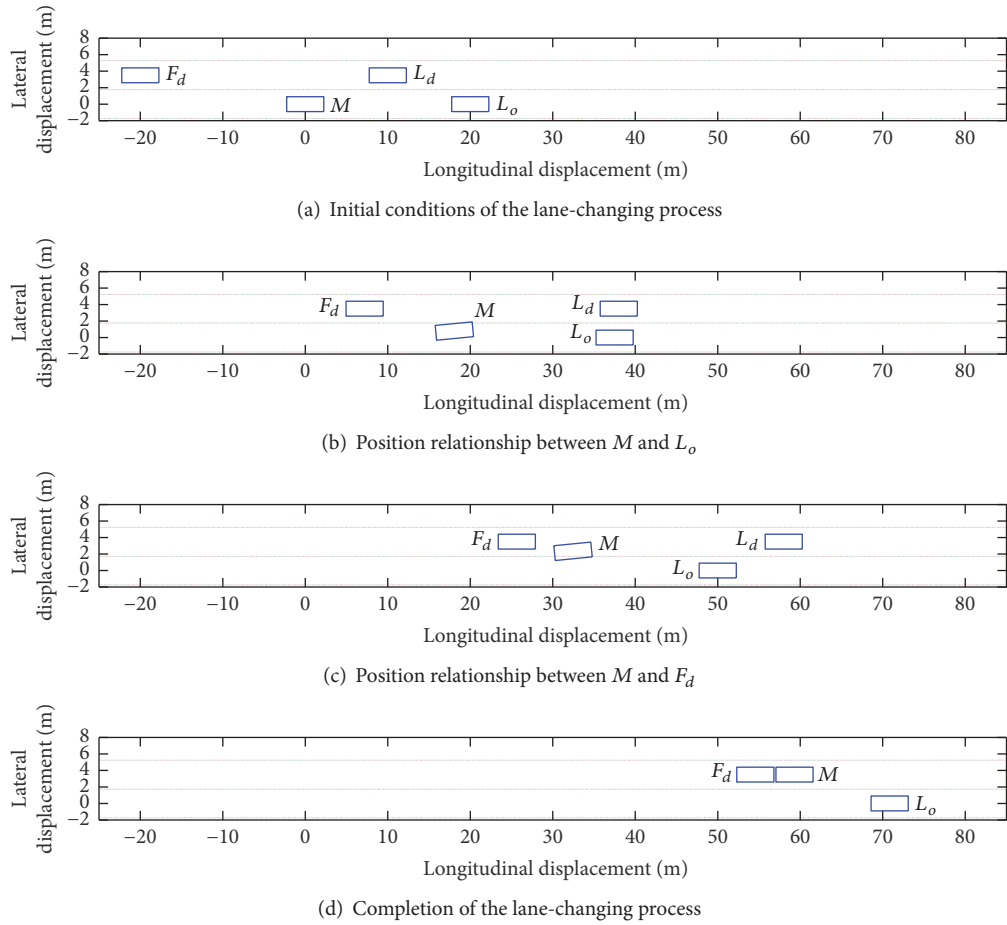 Lateral
displacement (m)
8
6
4
2
0
−2
F_d
L_d
M
L_o
−20 −10 0 10 20 30 40 50 60 70 80
Longitudinal displacement (m)
(a) Initial conditions of the lane-changing process
Lateral
displacement (m)
8
6
4
2
0
−2
F_d
M
L_d
L_o
−20 −10 0 10 20 30 40 50 60 70 80
Longitudinal displacement (m)
(b) Position relationship between M and L_o
Lateral
displacement (m)
8
6
4
2
0
−2
F_d
M
L_d
L_o
−20 −10 0 10 20 30 40 50 60 70 80
Longitudinal displacement (m)
(c) Position relationship between M and F_d
Lateral
displacement (m)
8
6
4
2
0
−2
F_d
M
L_o
−20 −10 0 10 20 30 40 50 60 70 80
Longitudinal displacement (m)
(d) Completion of the lane-changing process